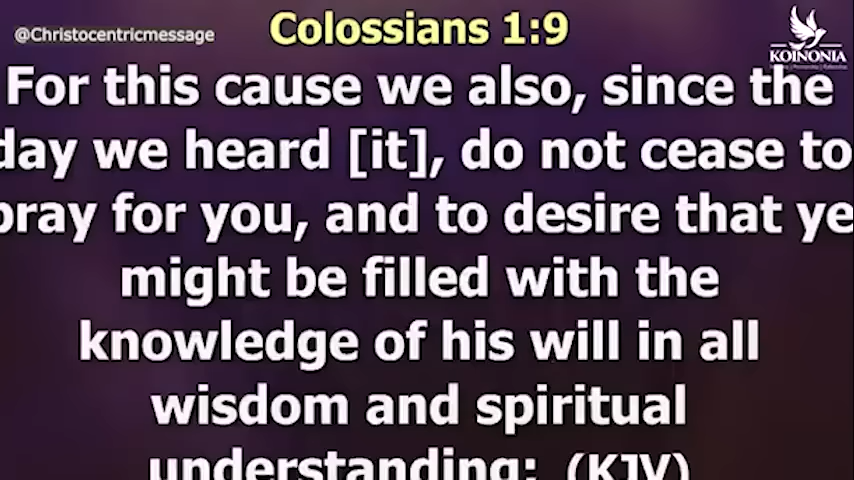 @Christocentricmessage
Colossians 1:9
KOINONIA
For this cause we also, since the
day we heard [it], do not cease to
pray for you, and to desire that ye
might be filled with the
knowledge of his will in all
wisdom and spiritual
understanding: (KJV)